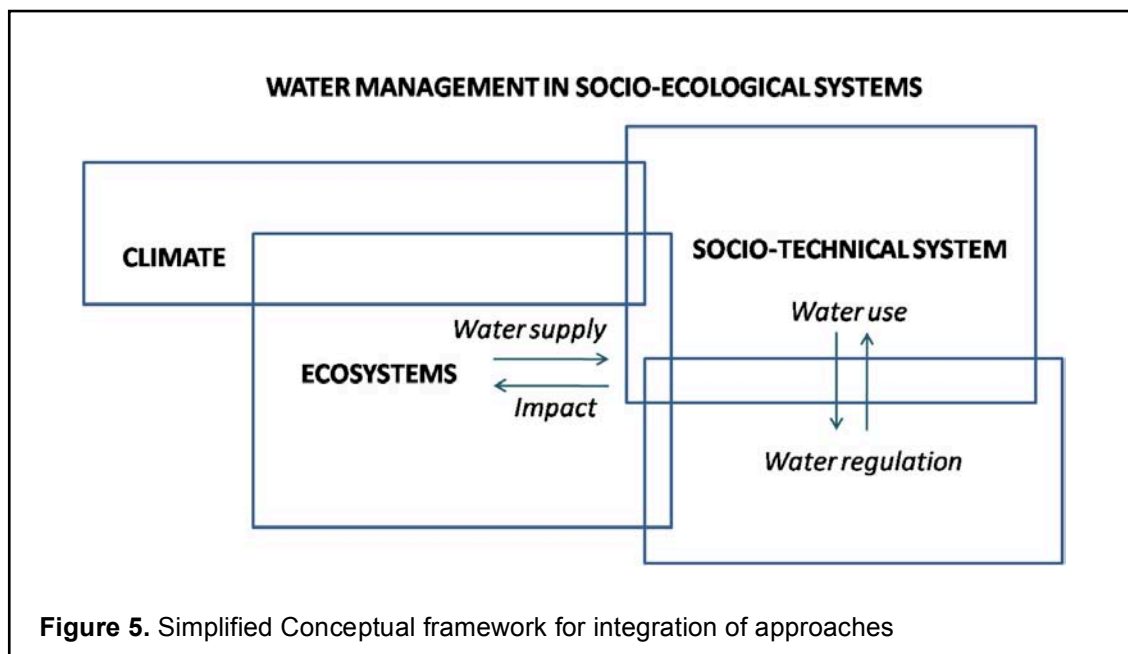 WATER MANAGEMENT IN SOCIO-ECOLOGICAL SYSTEMS
CLIMATE
SOCIO-TECHNICAL SYSTEM
Water use
Water supply
ECOSYSTEMS
Impact
Water regulation
Figure 5. Simplified Conceptual framework for integration of approaches